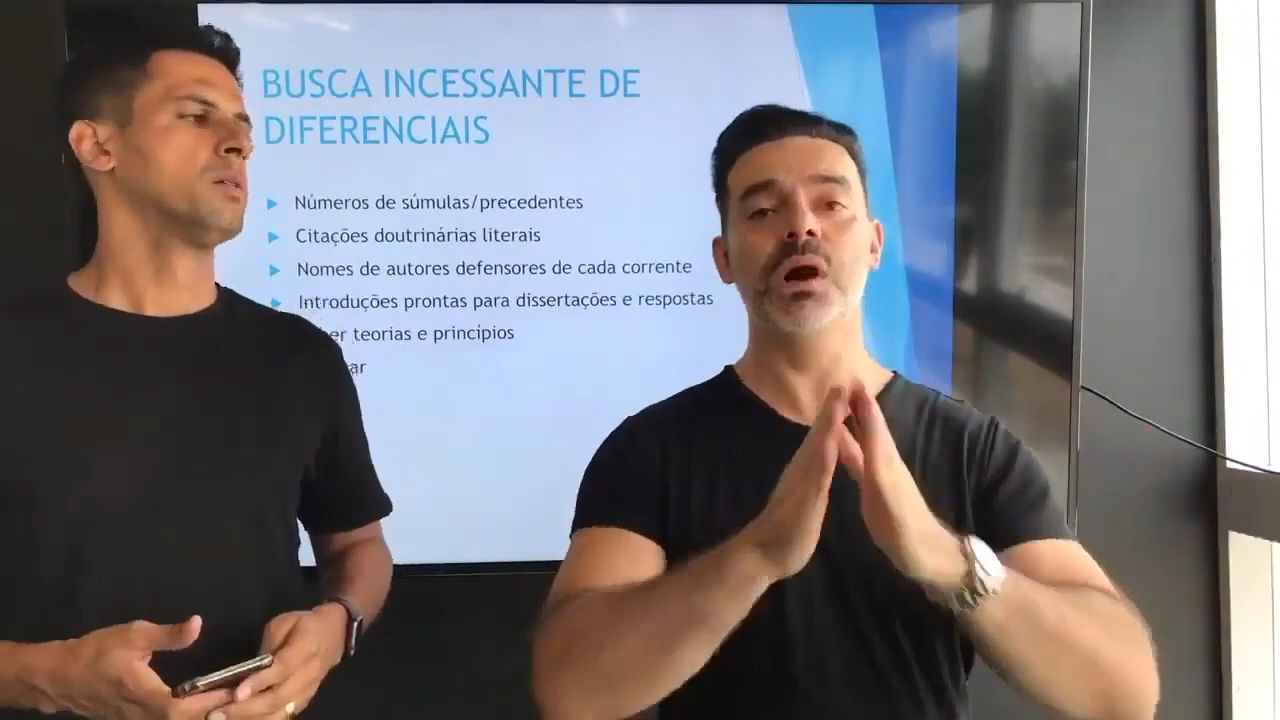 BUSCA INCESSANTE DE
DIFERENCIAIS
Números de súmulas/precedentes
Citações doutrinárias literais
Nomes de autores defensores de cada corrente
Introduções prontas para dissertações e respostas
teorias e princípios